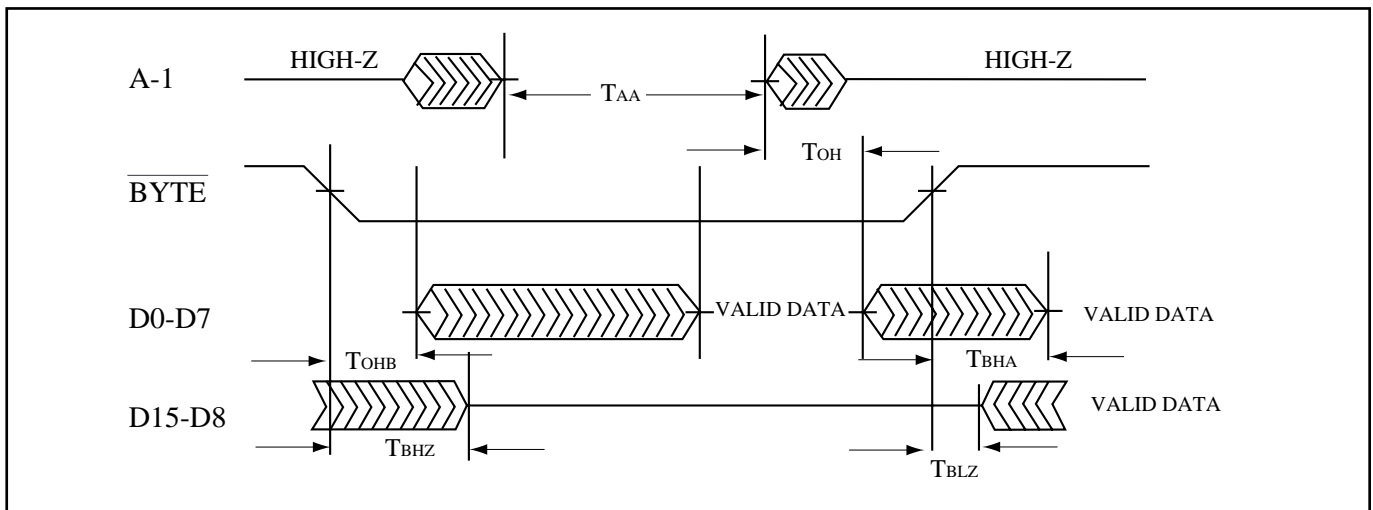 HIGH-Z
HIGH-Z
A-1
TAA
TOH
BYTE
D0-D7
VALID DATA
VALID DATA
TOHB
TBHA
D15-D8
VALID DATA
TBHZ
TBLZ